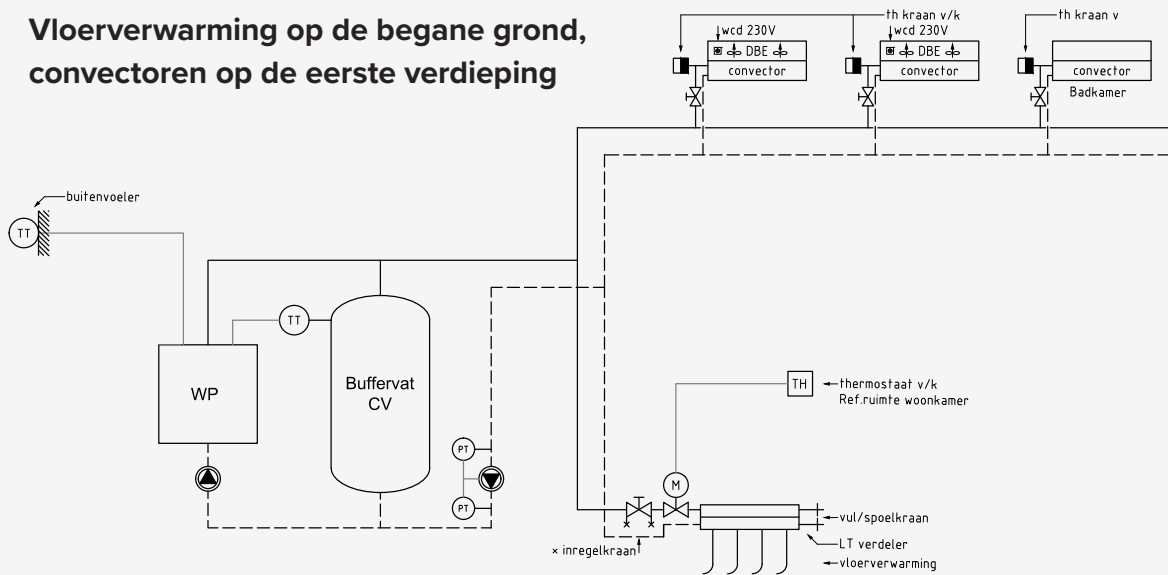 Vloerverwarming op de begane grond,
convectoren op de eerste verdieping
th kraan v/k
th kraan v
wcd 230V
wcd 230V
DBE
DBE
convector
convector
convector
Badkamer
buitenvoeler
TT
TT
WP
Buffervat
CV
TH
thermostaat v/k
Ref.ruimte woonkamer
PT
PT
M
vul/spoelkraan
× inregelkraan
LT verdeler
vloerverwarming